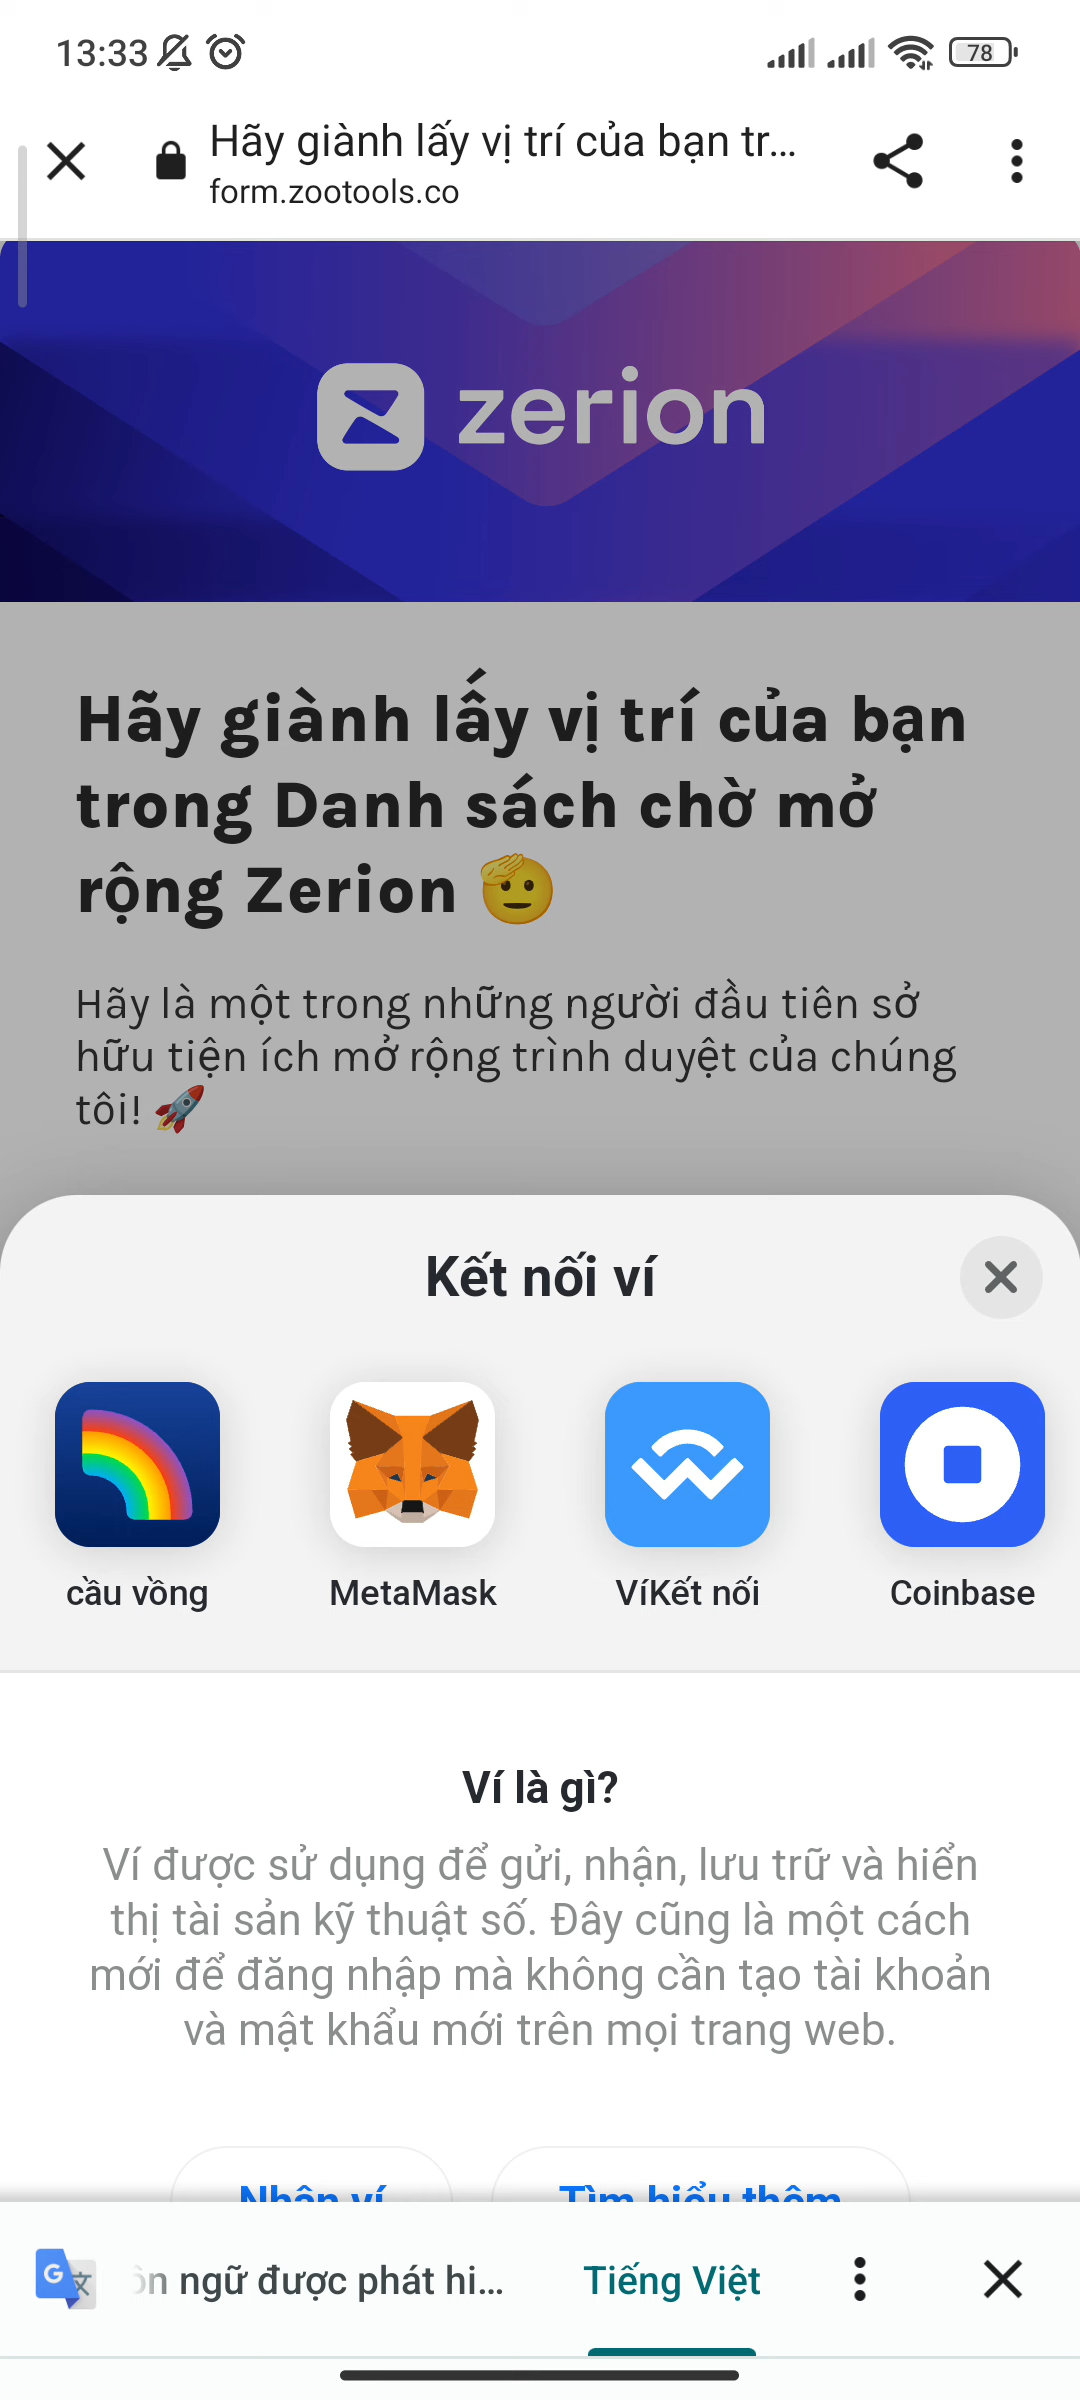 13:33
78
Hãy giành lấy vị trí của bạn tr...
form.zootools.co
zerion
Hãy giành lấy vị trí của bạn
trong Danh sách chờ mở
rộng Zerion
Hãy là một trong những người đầu tiên sở
hữu tiện ích mở rộng trình duyệt của chúng
tôi!
Kết nối ví
cầu vồng
MetaMask
VíKết nối
Coinbase
Ví là gì?
Ví được sử dụng để gửi, nhận, lưu trữ và hiển
thị tài sản kỹ thuật số. Đây cũng là một cách
mới để đăng nhập mà không cần tạo tài khoản
và mật khẩu mới trên mọi trang web.
Nhận ví
Tìm hiểu thêm
ngữ được phát hi...
Tiếng Việt